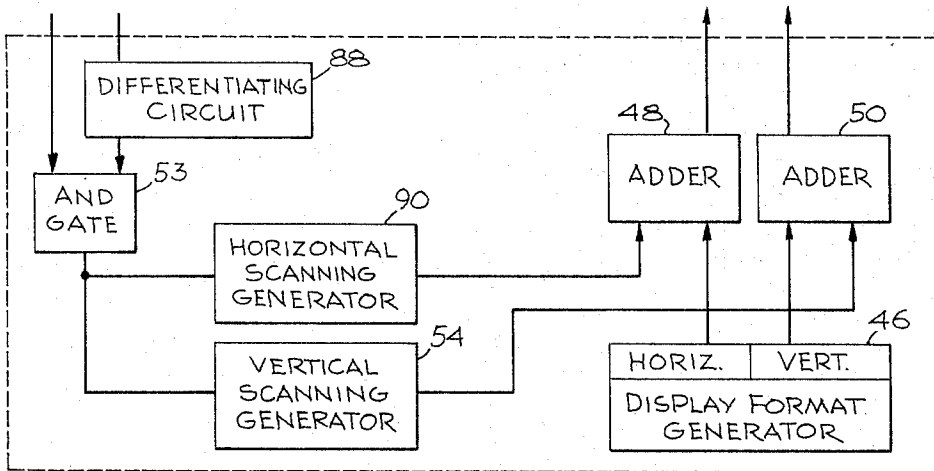 88
DIFFERENTIATING
CIRCUIT
48
50
53
AND
GATE
ADDER
ADDER
90
HORIZONTAL
SCANNING
GENERATOR
54
46
VERTICAL
SCANNING
GENERATOR
HORIZ.
VERT.
DISPLAY FORMAT
GENERATOR